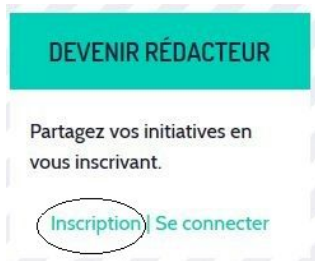 DEVENIR RÉDACTEUR
Partagez vos initiatives en
vous inscrivant.
Inscription | Se connecter